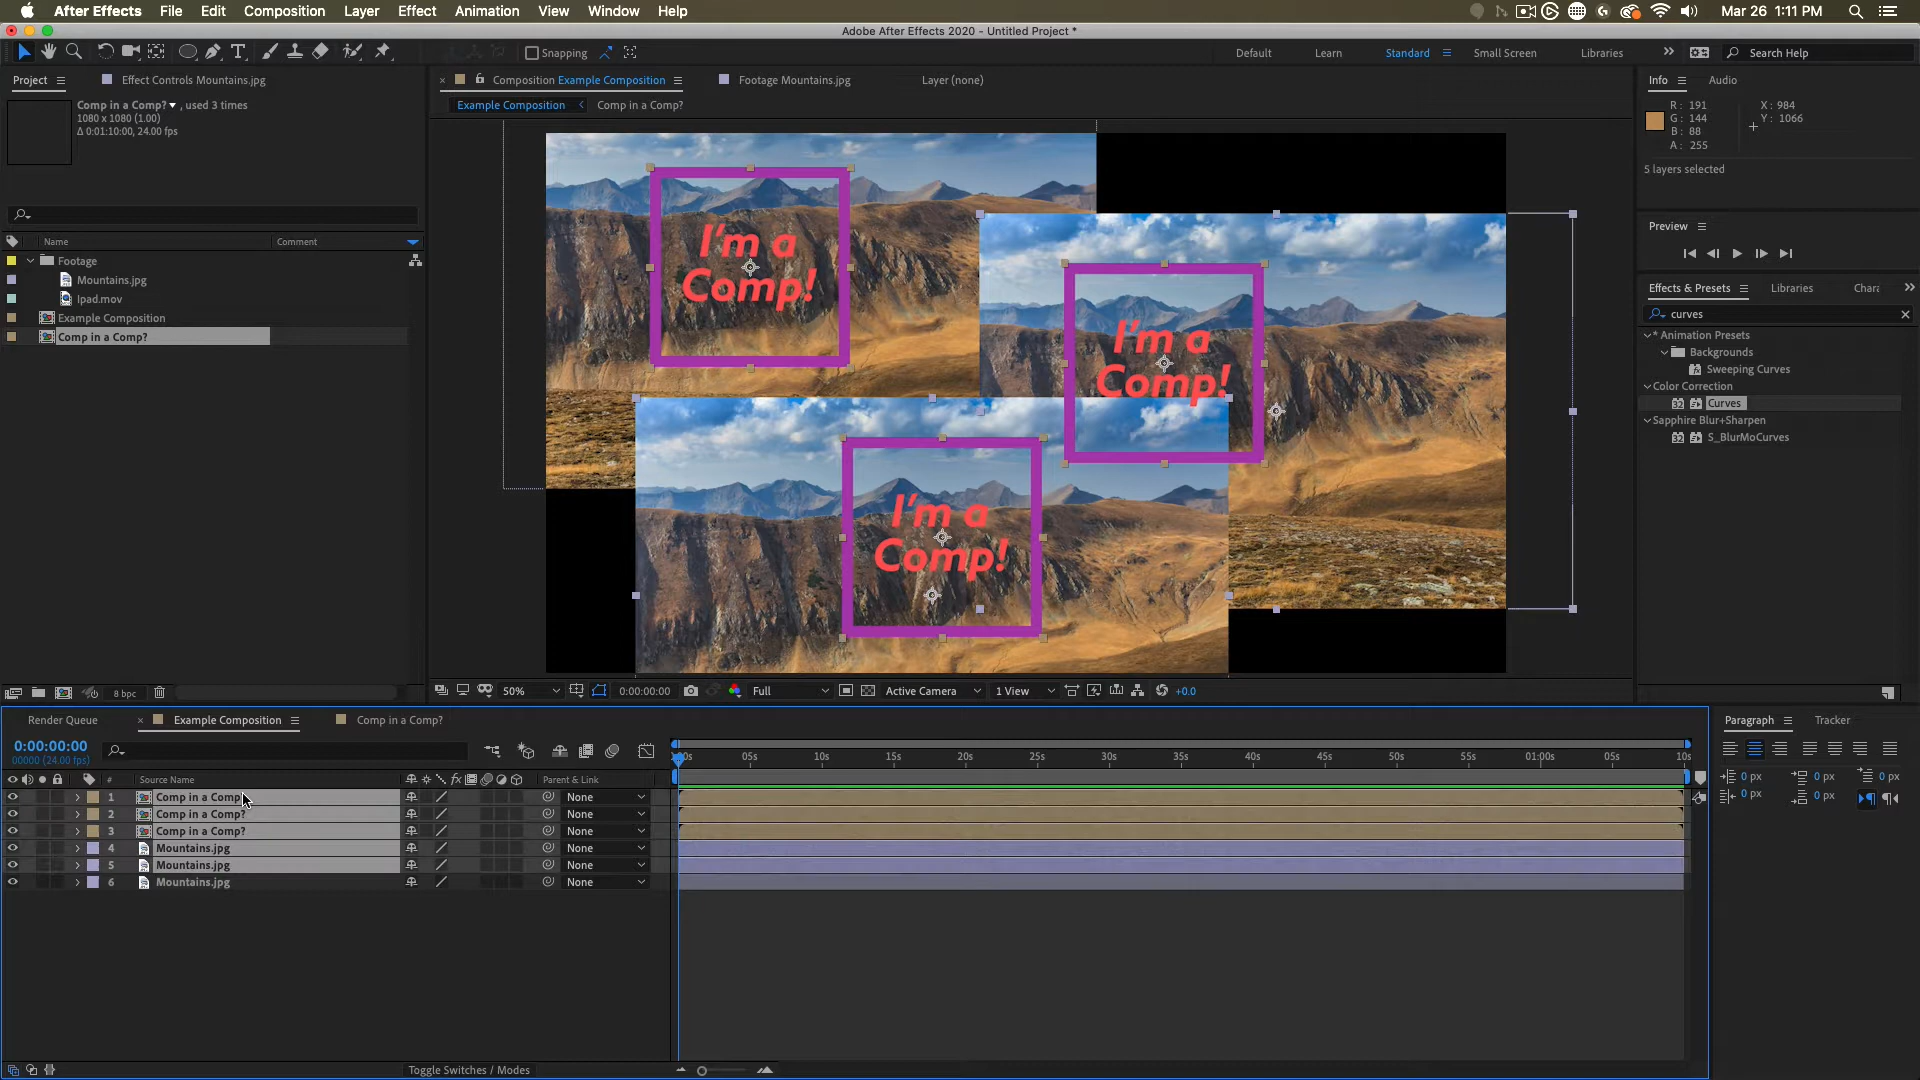 After Effects File Edit Composition Layer Effect Animation View Window Help
Mar 26 1:11 PM
Adobe After Effects 2020 - Untitled Project *
Snapping
Default Learn Standard Small Screen Libraries
Search Help
Project
Effect Controls Mountains.jpg
Comp in a Comp? , used 3 times
1080 x 1080 (1.00)
Δ 0:01:10:00, 24.00 fps
Name Comment
Footage
Mountains.jpg
Ipad.mov
Example Composition
Comp in a Comp?
8 bpc
Composition Example Composition
Footage Mountains.jpg
Layer (none)
Example Composition
Comp in a Comp?
I'm a
Comp!
I'm a
Comp!
I'm a
Comp!
50% 0:00:00:00 Full Active Camera 1 View +0.0
Info Audio
R : 191
G : 144
B : 88
A : 255
X : 984
Y : 1066
5 layers selected
Preview
Effects & Presets Libraries Chara
curves
* Animation Presets
Backgrounds
Sweeping Curves
Color Correction
Curves
Sapphire Blur+Sharpen
S_BlurMoCurves
Render Queue Example Composition Comp in a Comp?
0:00:00:00
00000 (24.00 fps)
# Source Name Parent & Link
:00s 05s 10s 15s 20s 25s 30s 35s 40s 45s 50s 55s 01:00s 05s 10s
1 Comp in a Comp None
2 Comp in a Comp? None
3 Comp in a Comp? None
4 Mountains.jpg None
5 Mountains.jpg None
6 Mountains.jpg None
Toggle Switches / Modes
Paragraph Tracker
0 px 0 px 0 px
0 px 0 px